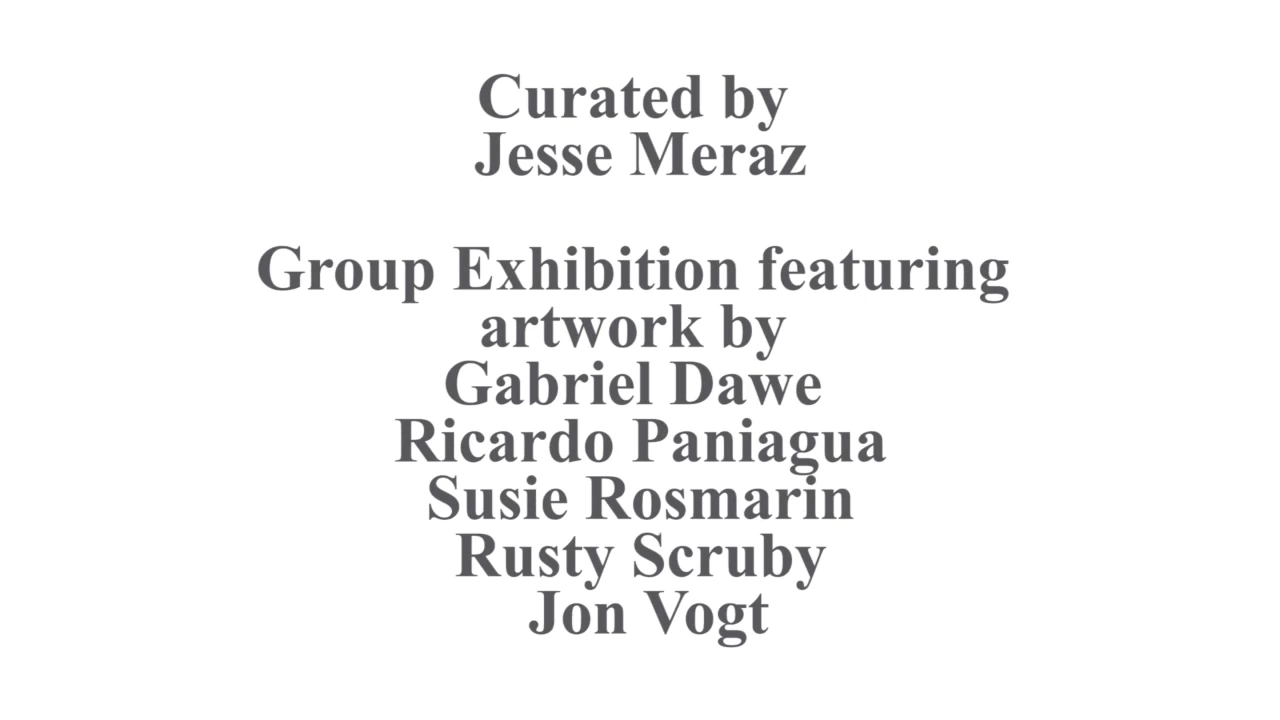 Curated by
Jesse Meraz
Group Exhibition featuring
artwork by
Gabriel Dawe
Ricardo Paniagua
Susie Rosmarin
Rusty Scruby
Jon Vogt